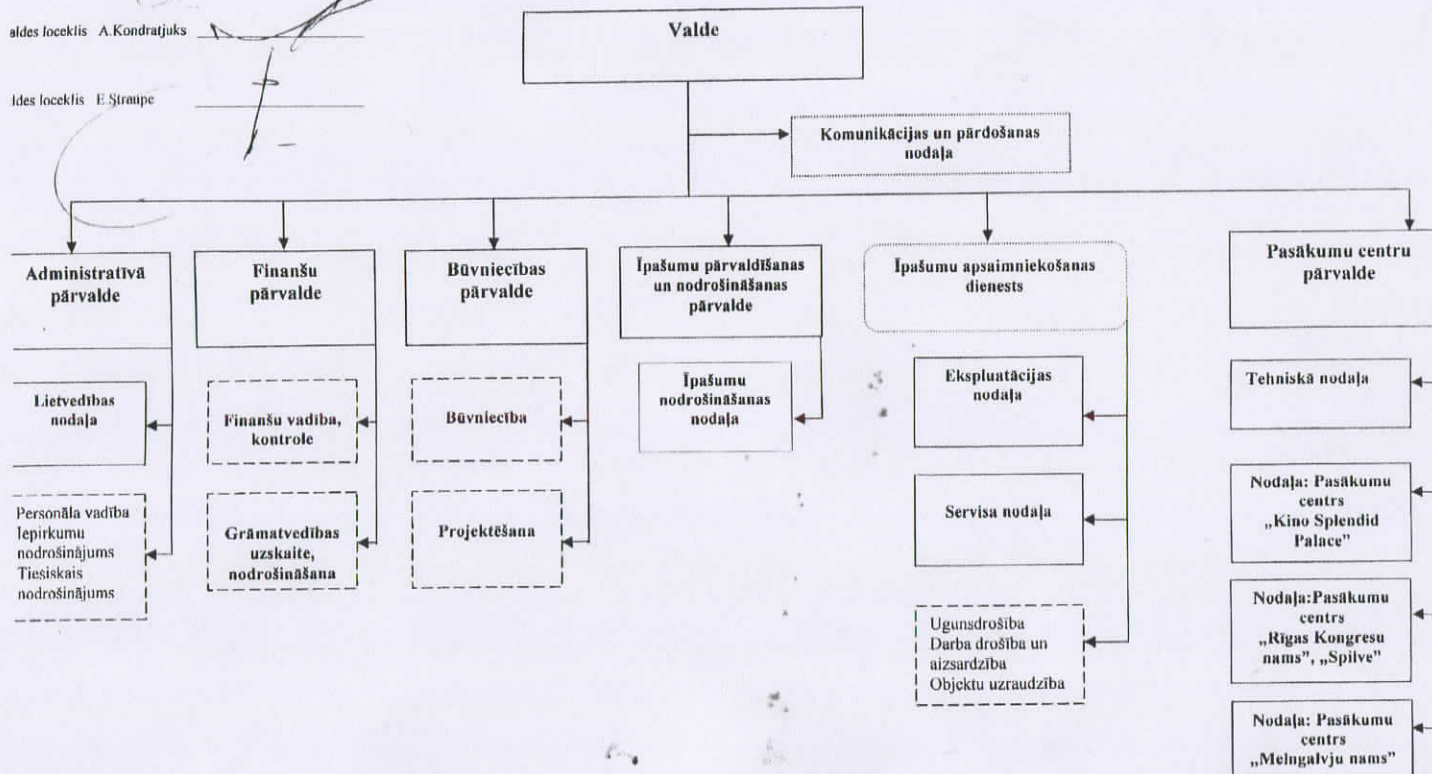 aldes loceklis A.Kondratjuks
ldes loceklis E.Straupe
Valde
Komunikācijas un pārdošanas
nodaļa
Administratīvā
pārvalde
Finanšu
pārvalde
Būvniecības
pārvalde
Īpašumu pārvaldīšanas
un nodrošināšanas
pārvalde
Īpašumu apsaimniekošanas
dienests
Pasākumu centru
pārvalde
Lietvedības
nodaļa
Personāla vadība
Iepirkumu
nodrošinājums
Tiesiskais
nodrošinājums
Finanšu vadība,
kontrole
Grāmatvedības
uzskaite,
nodrošināšana
Būvniecība
Projektēšana
Īpašumu
nodrošināšanas
nodaļa
Ekspluatācijas
nodaļa
Servisa nodaļa
Ugunsdrošība
Darba drošība un
aizsardzība
Objektu uzraudzība
Tehniskā nodaļa
Nodaļa: Pasākumu
centrs
„Kino Splendid
Palace”
Nodaļa:Pasākumu
centrs
„Rīgas Kongresu
nams”, „Spilve”
Nodaļa: Pasākumu
centrs
„Melngalvju nams”